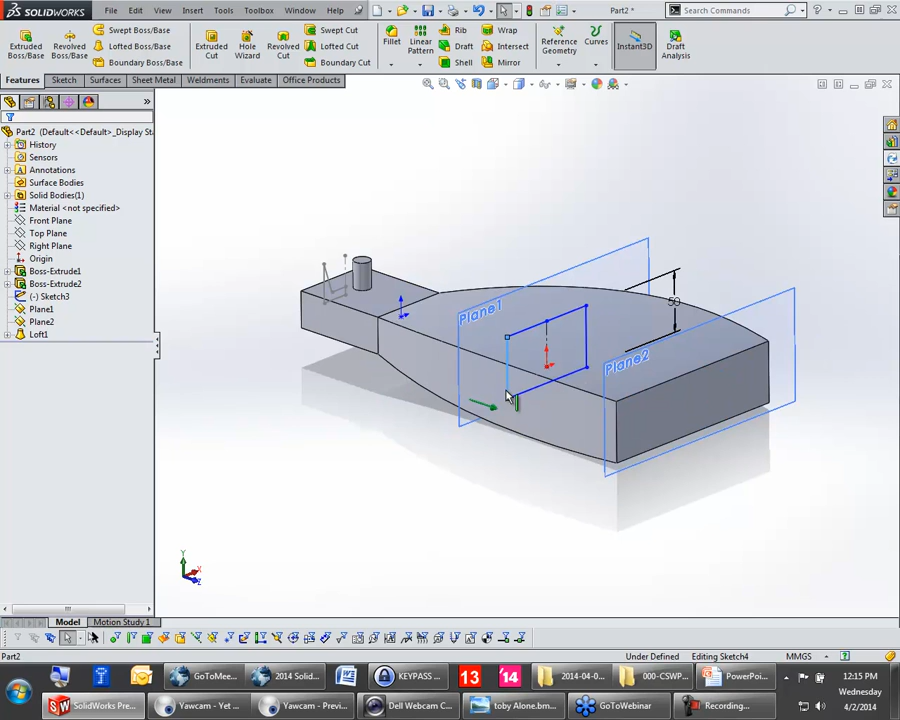 SOLIDWORKS File Edit View Insert Tools Toolbox Window Help Part2 * Search Commands
Extruded Boss/Base Revolved Boss/Base Swept Boss/Base Lofted Boss/Base Boundary Boss/Base Extruded Cut Hole Wizard Revolved Cut Swept Cut Lofted Cut Boundary Cut Fillet Linear Pattern Rib Draft Shell Wrap Intersect Mirror Reference Geometry Curves Instant3D Draft Analysis
Features Sketch Surfaces Sheet Metal Weldments Evaluate Office Products
Part2 (Default<<Default>_Display St
History
Sensors
Annotations
Surface Bodies
Solid Bodies(1)
Material <not specified>
Front Plane
Top Plane
Right Plane
Origin
Boss-Extrude1
Boss-Extrude2
(-) Sketch3
Plane1
Plane2
Loft1
Plane1
50
Plane2
Y
X
Z
Model Motion Study 1
Part2 Under Defined Editing Sketch4 MMGS
GoToMee... 2014 Solid... KEYPASS ... 13 14 2014-04-0... 000-CSWP... PowerPoi... 12:15 PM
Wednesday
SolidWorks Pre... Yawcam - Yet ... Yawcam - Previ... Dell Webcam C... toby Alone.bm... GoToWebinar Recording... 4/2/2014